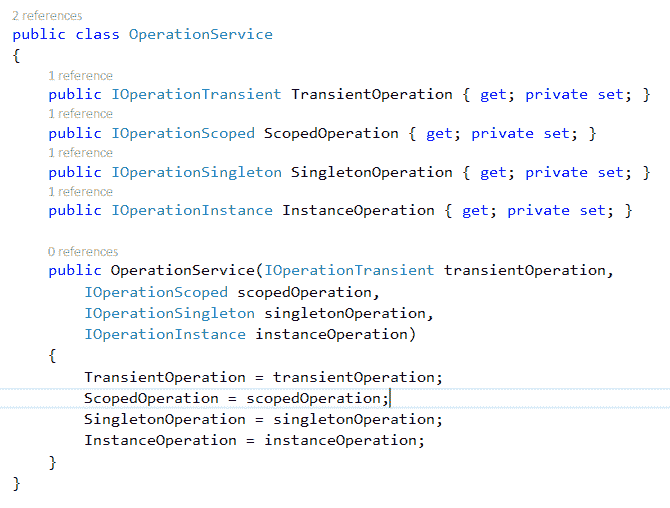 2 references
public class OperationService
{
1 reference
public IOperationTransient TransientOperation { get; private set; }
1 reference
public IOperationScoped ScopedOperation { get; private set; }
1 reference
public IOperationSingleton SingletonOperation { get; private set; }
1 reference
public IOperationInstance InstanceOperation { get; private set; }
0 references
public OperationService(IOperationTransient transientOperation,
IOperationScoped scopedOperation,
IOperationSingleton singletonOperation,
IOperationInstance instanceOperation)
{
TransientOperation = transientOperation;
ScopedOperation = scopedOperation;
SingletonOperation = singletonOperation;
InstanceOperation = instanceOperation;
}
}